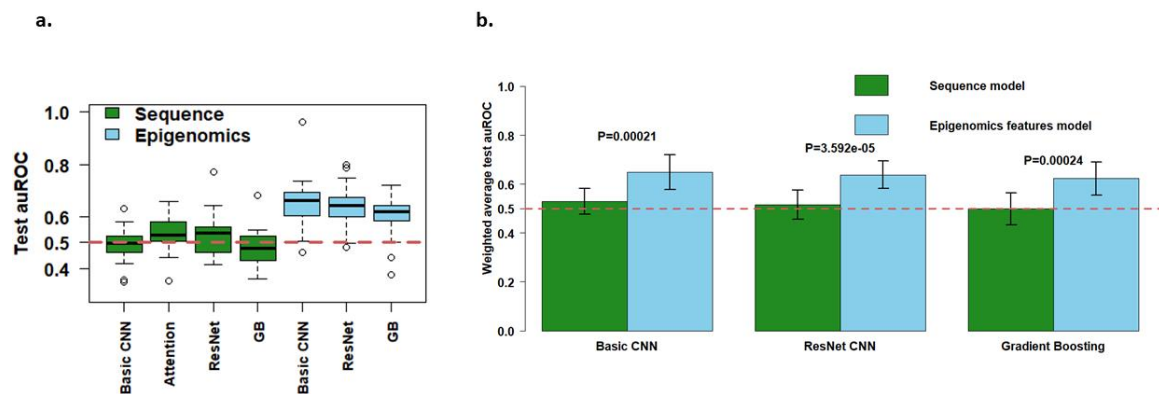 a.
b.
Test auROC
1.0
0.8
0.6
0.5
0.4
Sequence
Epigenomics
Basic CNN
Attention
ResNet
GB
Basic CNN
ResNet
GB
Weighted average test auROC
1.0
0.8
0.6
0.5
0.4
0.2
0.0
Sequence model
Epigenomics features model
P=0.00021
P=3.592e-05
P=0.00024
Basic CNN
ResNet CNN
Gradient Boosting